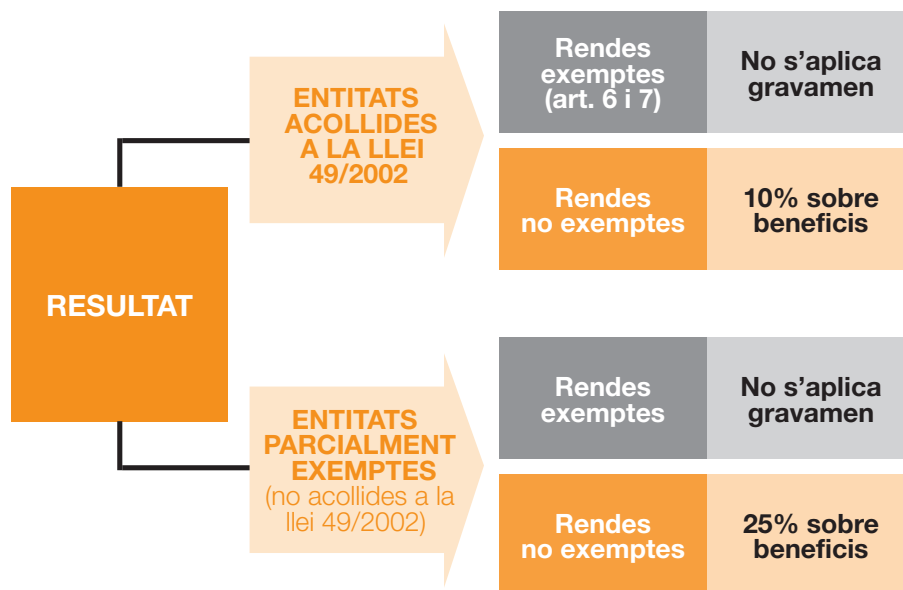 RESULTAT
ENTITATS
ACOLLIDES
A LA LLEI
49/2002
Rendes
exemptes
(art. 6 i 7)
No s’aplica
gravamen
Rendes
no exemptes
10% sobre
beneficis
ENTITATS
PARCIALMENT
EXEMPTES
(no acollides a la
llei 49/2002)
Rendes
exemptes
No s’aplica
gravamen
Rendes
no exemptes
25% sobre
beneficis